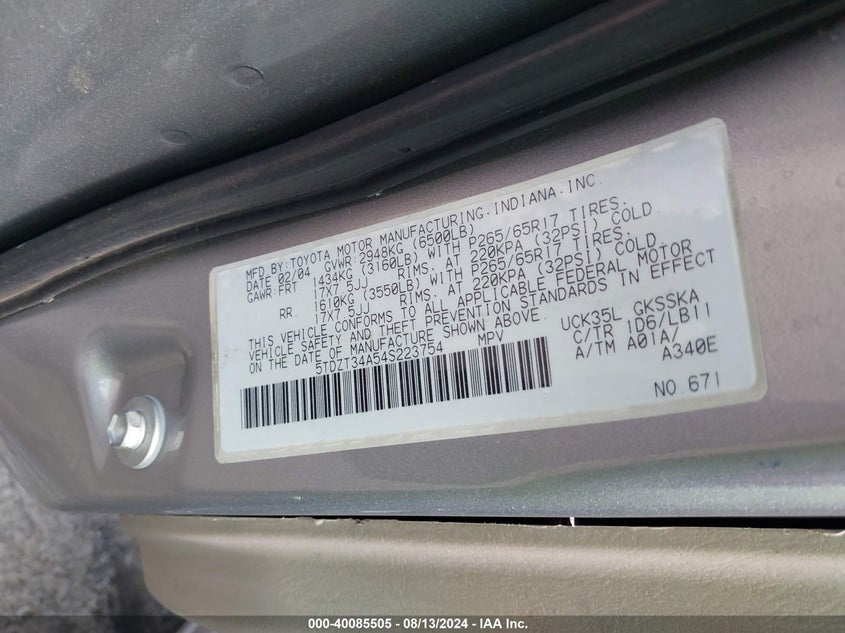 MFD BY:TOYOTA MOTOR MANUFACTURING.INDIANA.INC.
DATE 02/04 GVWR:2948KG (6500LB)
GAWR:FRT 1434KG (3160LB) WITH P265/65R17 TIRES.
17X7.5JJ RIMS. AT 220KPA (32PSI) COLD
RR 1610KG (3550LB) WITH P265/65R17 TIRES.
17X7.5JJ RIMS. AT 220KPA (32PSI) COLD
THIS VEHICLE CONFORMS TO ALL APPLICABLE FEDERAL MOTOR
VEHICLE SAFETY AND THEFT PREVENTION STANDARDS IN EFFECT
ON THE DATE OF MANUFACTURE SHOWN ABOVE.
5TDZT34A54S223754 MPV
UCK35L GKSSKA
C/TR 1D6/LB11
A/TM A01A/
A340E
NO.671
000-40085505 - 08/13/2024 - IAA Inc.